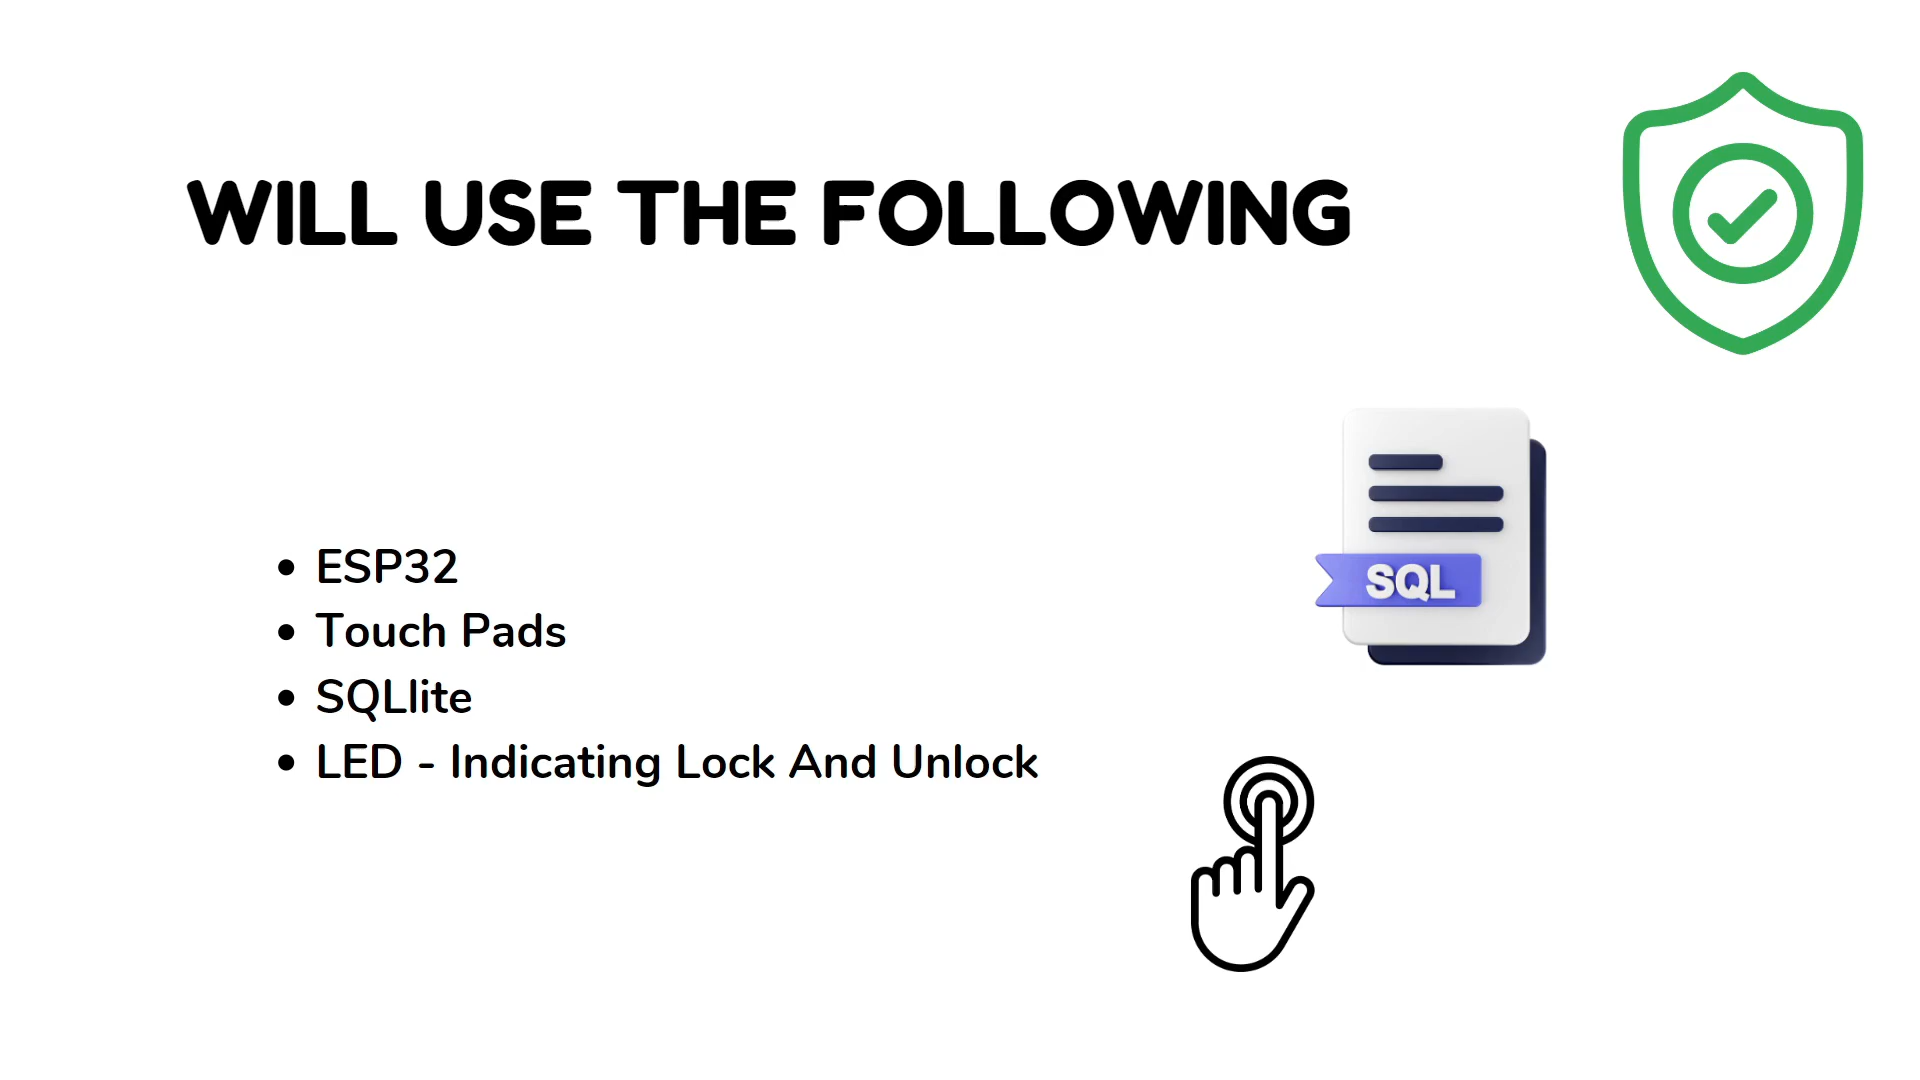 WILL USE THE FOLLOWING
• ESP32
• Touch Pads
• SQLlite
• LED - Indicating Lock And Unlock
SQL